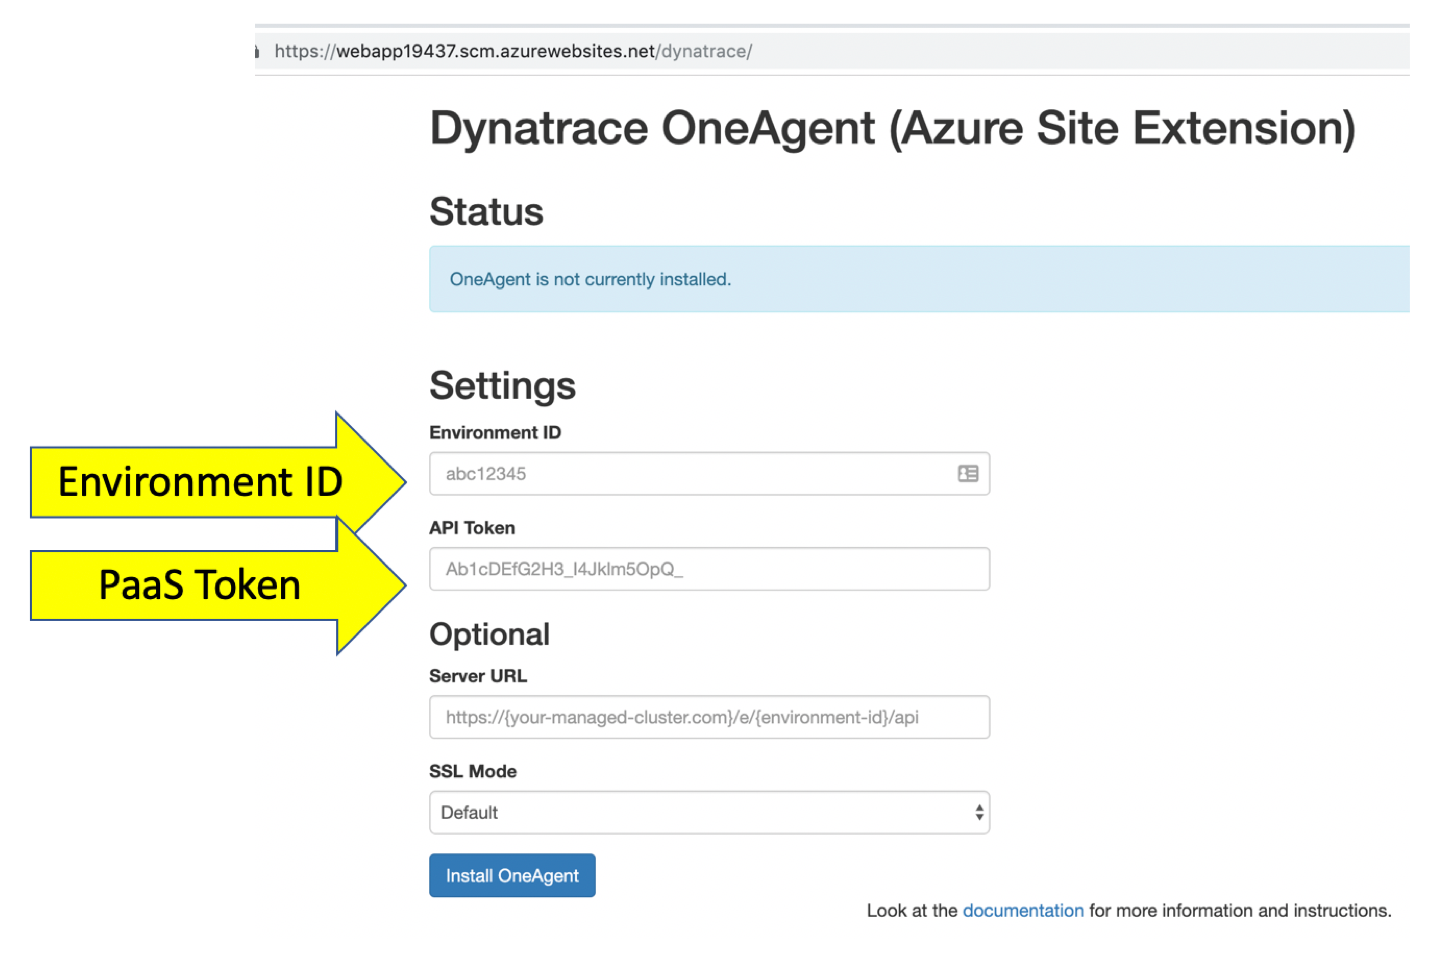 https://webapp19437.scm.azurewebsites.net/dynatrace/
Dynatrace OneAgent (Azure Site Extension)
Status
OneAgent is not currently installed.
Settings
Environment ID
Environment ID
abc12345
API Token
PaaS Token
Ab1cDEfG2H3_I4Jklm5OpQ_
Optional
Server URL
https://{your-managed-cluster.com}/e/{environment-id}/api
SSL Mode
Default
Install OneAgent
Look at the documentation for more information and instructions.